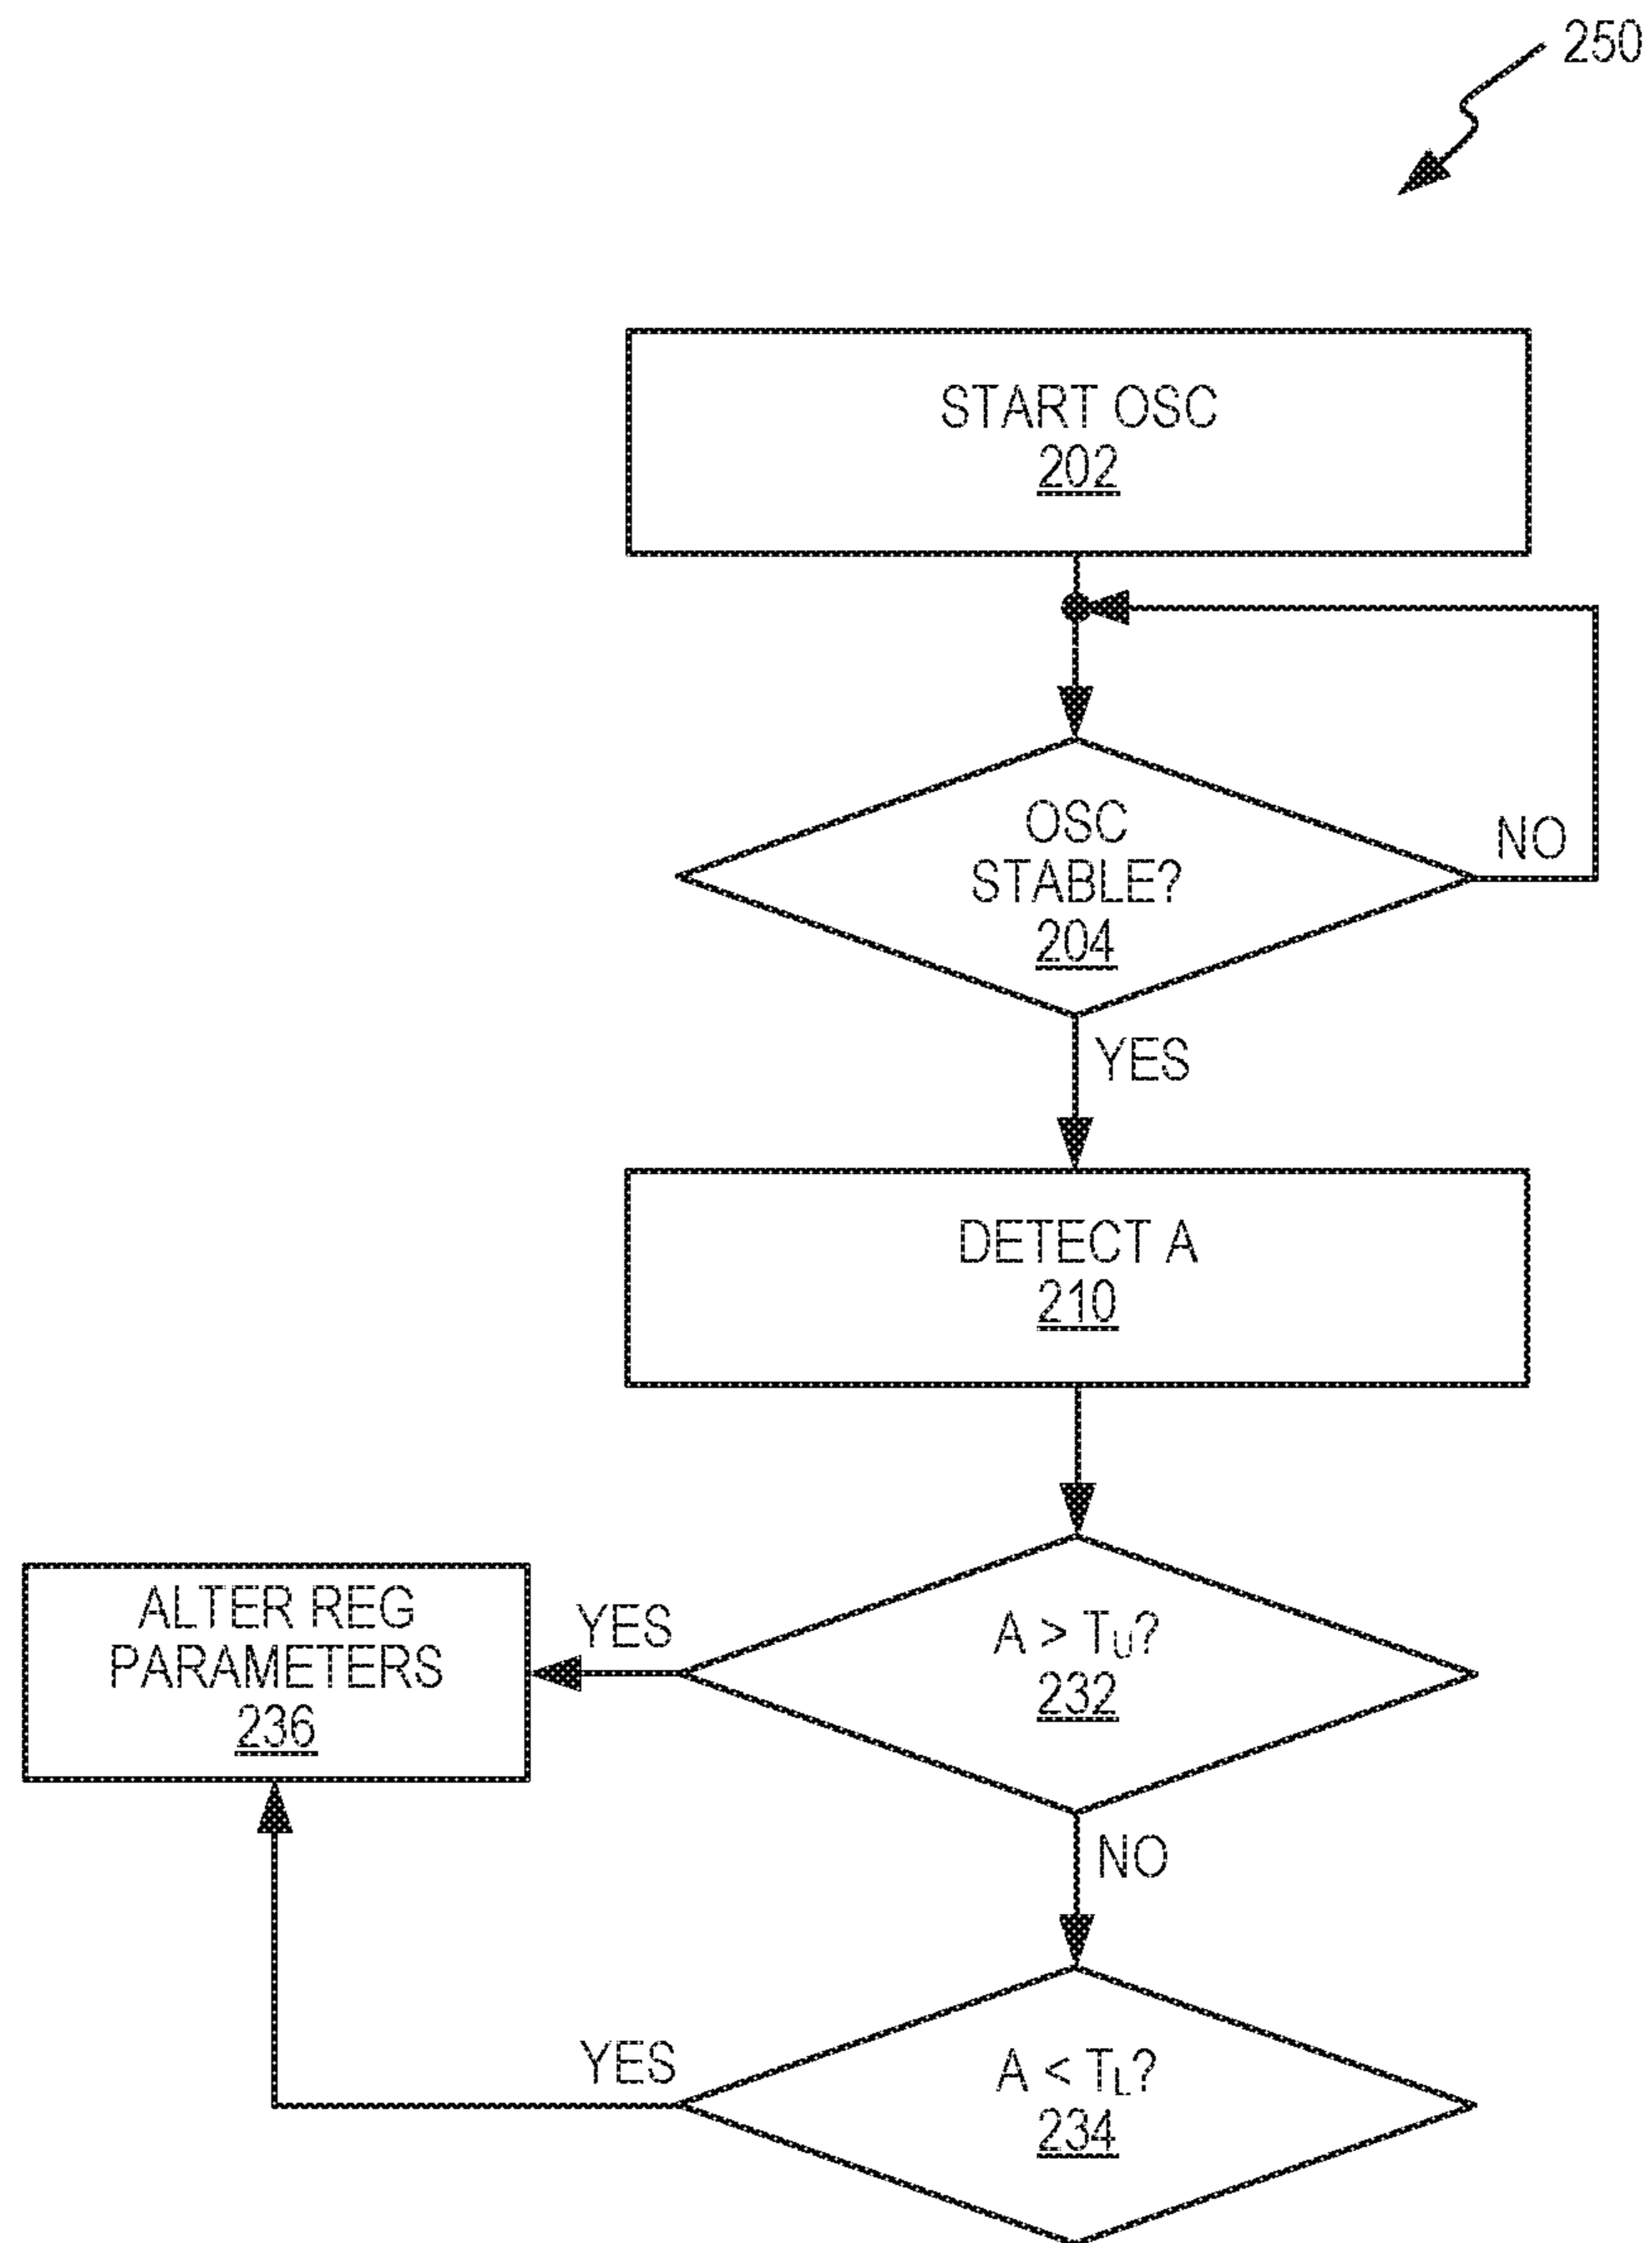 250
START OSC
202
OSC
STABLE?
204
NO
YES
DETECT A
210
ALTER REG
PARAMETERS
236
YES
A > TU?
232
NO
YES
A < TL?
234